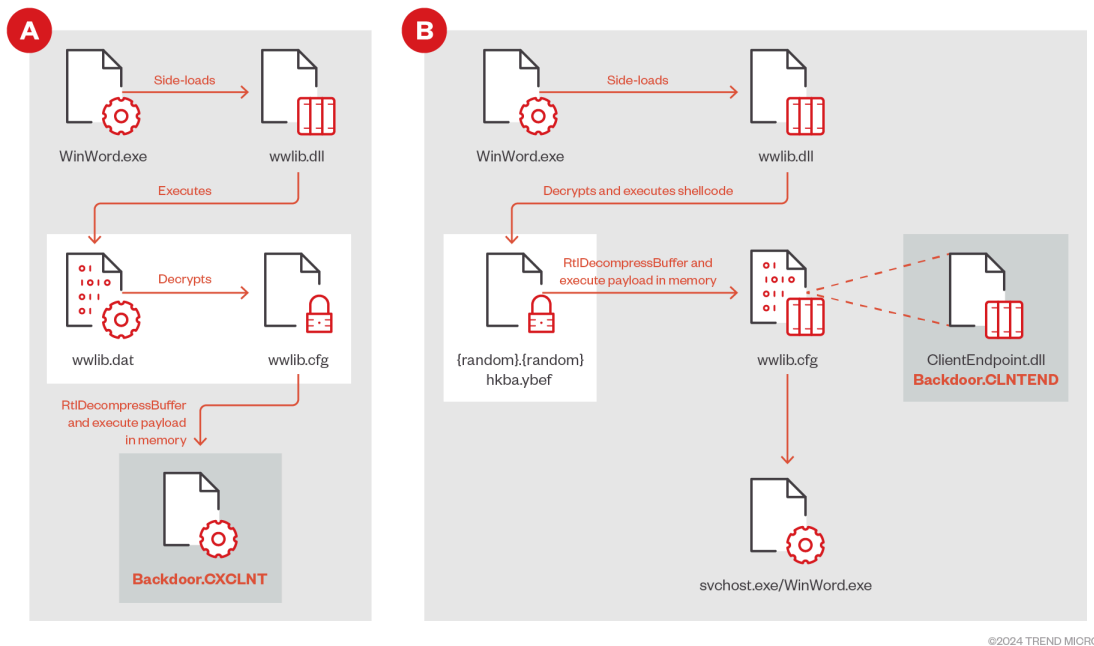 A
WinWord.exe
Side-loads
wwlib.dll
Executes
wwlib.dat
Decrypts
wwlib.cfg
RtlDecompressBuffer
and execute payload
in memory
Backdoor.CXCLNT
B
WinWord.exe
Side-loads
wwlib.dll
Decrypts and executes shellcode
{random}.{random}
hkba.ybef
RtlDecompressBuffer and
execute payload in memory
wwlib.cfg
ClientEndpoint.dll
Backdoor.CLNTEND
svchost.exe/WinWord.exe
©2024 TREND MICRO